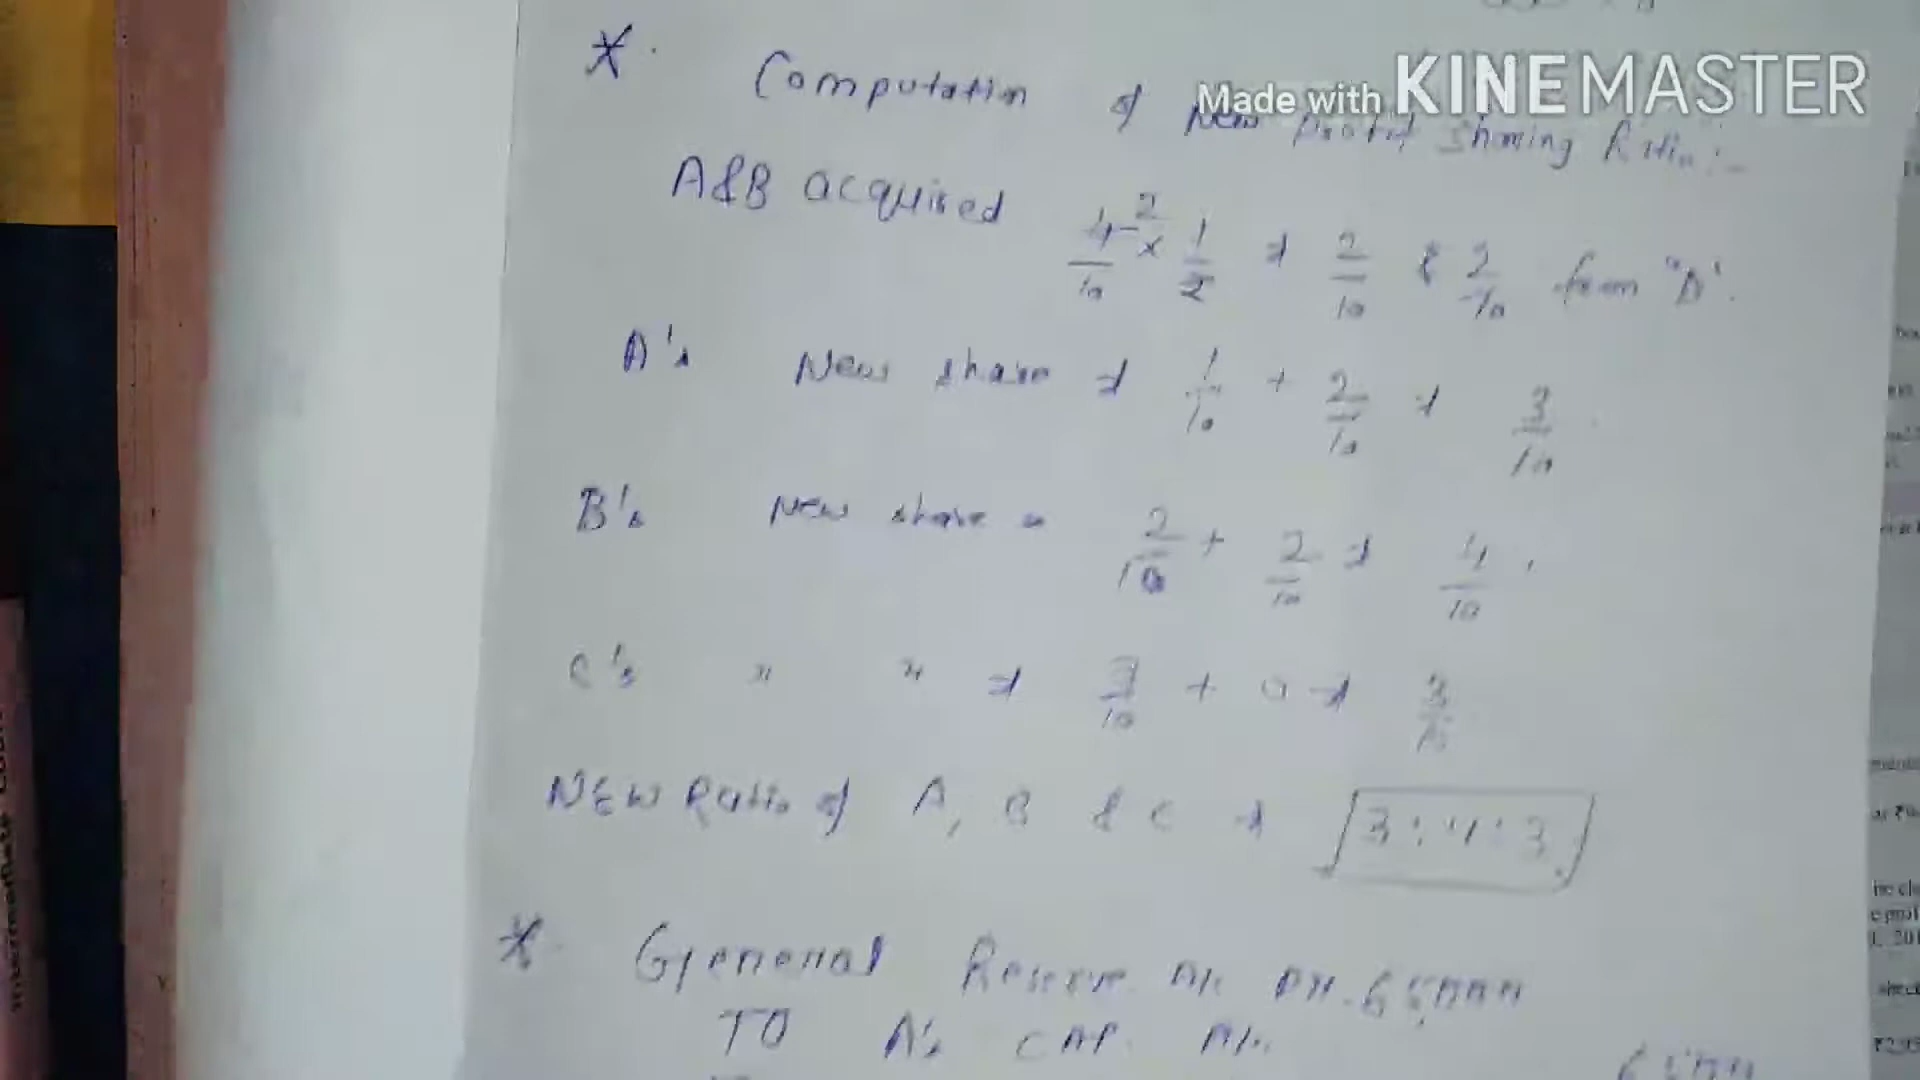 Made with KINEMASTER
* Computation of New Profit Sharing Ratio:-
A&B acquired 4/10 × 1/2 ⇒ 2/10 & 2/10 from "D".
A's New share ⇒ 1/10 + 2/10 ⇒ 3/10
B's New share = 2/10 + 2/10 ⇒ 4/10
C's " " ⇒ 3/10 + 0 ⇒ 3/10
NEW Ratio of A, B & C ⇒ 3:4:3
* General Reserve A/c DR. 65000
TO A's CAP. A/c
6500